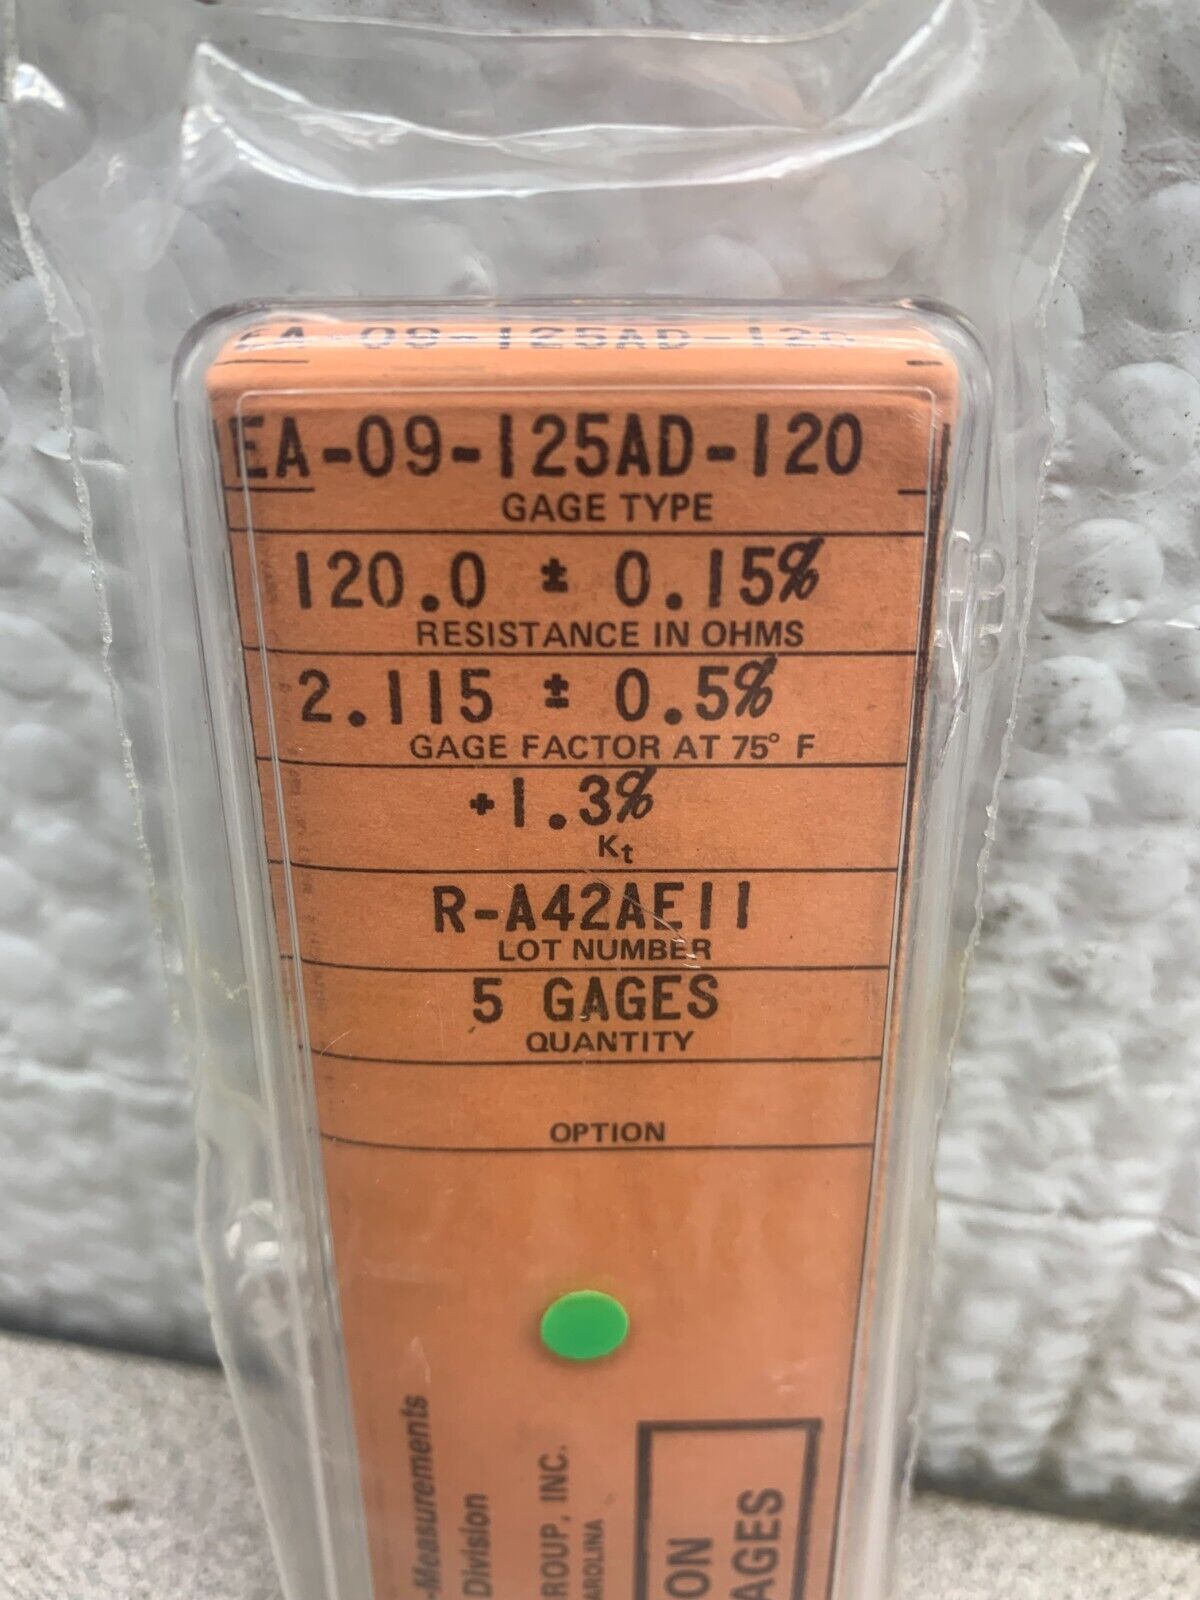 EA-09-125AD-120
EA-09-125AD-120
GAGE TYPE
120.0 ± 0.15%
RESISTANCE IN OHMS
2.115 ± 0.5%
GAGE FACTOR AT 75° F
+1.3%
Kt
R-A42AE11
LOT NUMBER
5 GAGES
QUANTITY
OPTION
-Measurements
Division
ROUP, INC.
AROLINA
ON
AGES